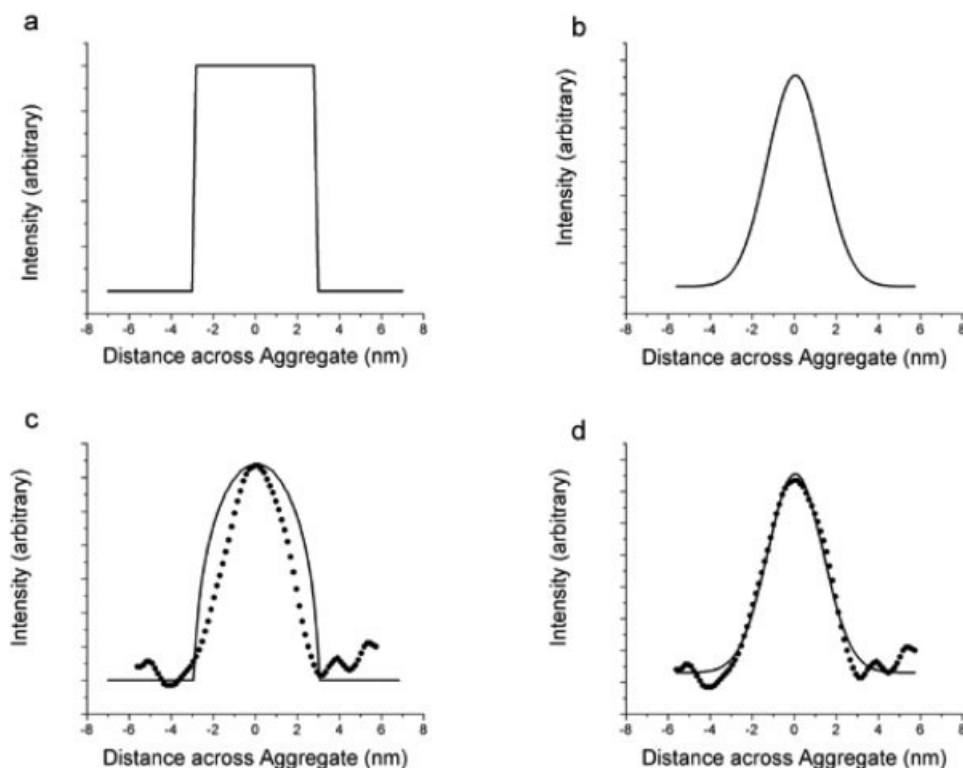 a
Intensity (arbitrary)
-8 -6 -4 -2 0 2 4 6 8
Distance across Aggregate (nm)
b
Intensity (arbitrary)
-8 -6 -4 -2 0 2 4 6 8
Distance across Aggregate (nm)
c
Intensity (arbitrary)
-8 -6 -4 -2 0 2 4 6 8
Distance across Aggregate (nm)
d
Intensity (arbitrary)
-8 -6 -4 -2 0 2 4 6 8
Distance across Aggregate (nm)